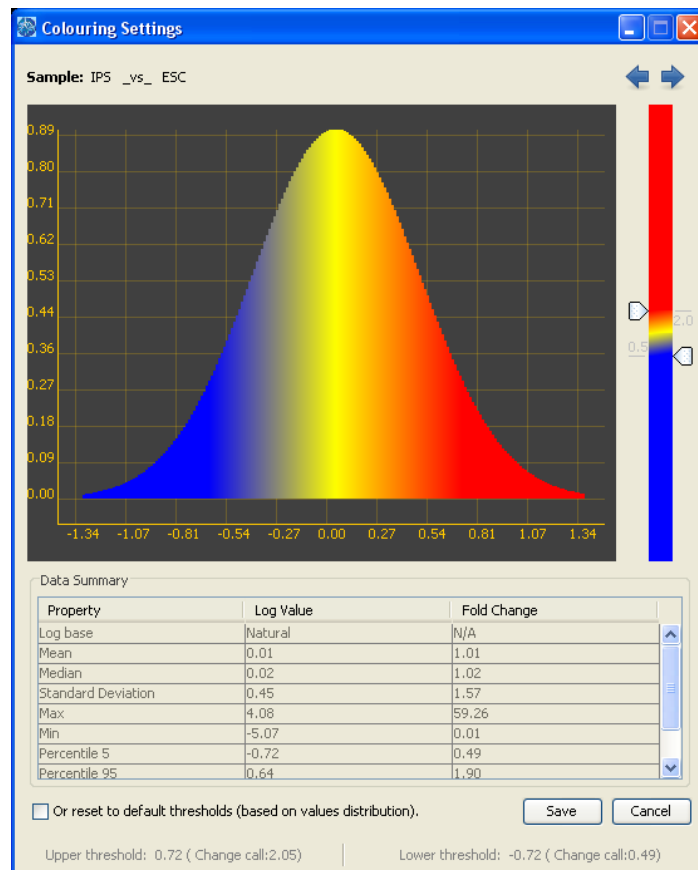 Colouring Settings
Sample: IPS _vs_ ESC
0.89
0.80
0.71
0.62
0.53
0.44
0.36
0.27
0.18
0.09
0.00
-1.34 -1.07 -0.81 -0.54 -0.27 0.00 0.27 0.54 0.81 1.07 1.34
2.0
0.5
Data Summary
Property Log Value Fold Change
Log base Natural N/A
Mean 0.01 1.01
Median 0.02 1.02
Standard Deviation 0.45 1.57
Max 4.08 59.26
Min -5.07 0.01
Percentile 5 -0.72 0.49
Percentile 95 0.64 1.90
Or reset to default thresholds (based on values distribution).
Save Cancel
Upper threshold: 0.72 ( Change call:2.05) Lower threshold: -0.72 ( Change call:0.49)